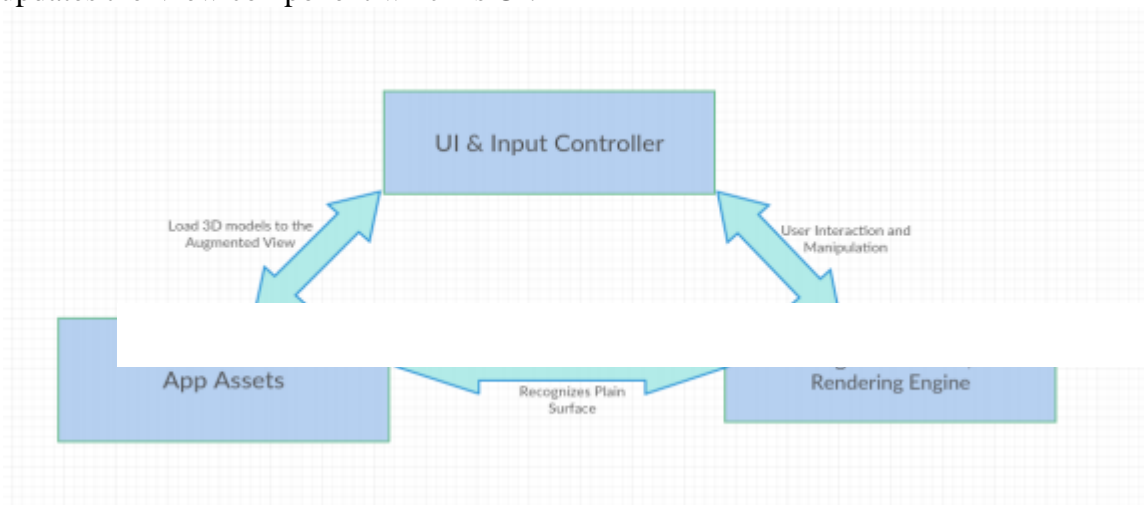 UI & Input Controller
Load 3D models to the
Augmented View
User Interaction and
Manipulation
App Assets
Rendering Engine
Recognizes Plain
Surface